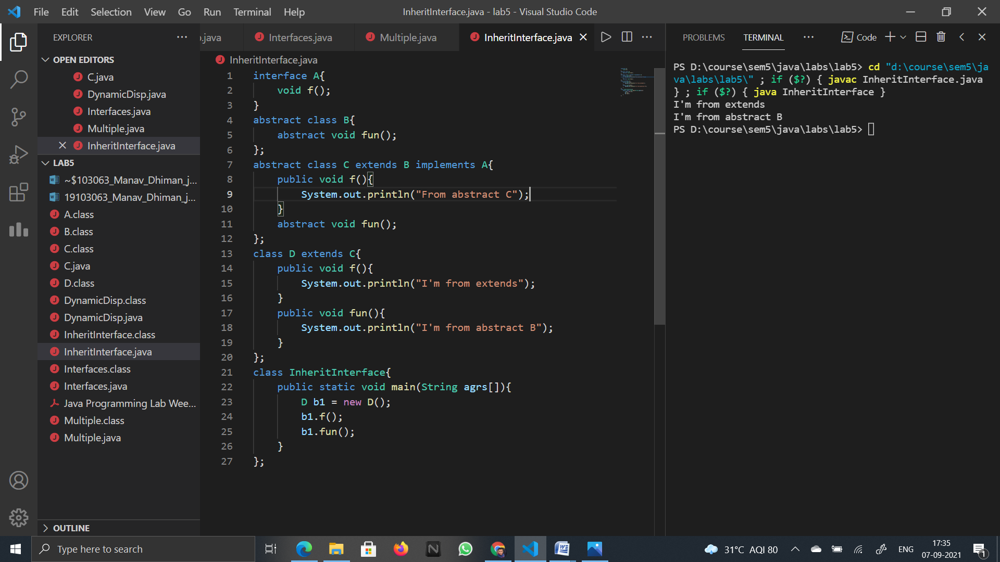 File Edit Selection View Go Run Terminal Help
InheritInterface.java - lab5 - Visual Studio Code
EXPLORER
OPEN EDITORS
C.java
DynamicDisp.java
Interfaces.java
Multiple.java
InheritInterface.java
LAB5
~$103063_Manav_Dhiman_j...
19103063_Manav_Dhiman_j...
A.class
B.class
C.class
C.java
D.class
DynamicDisp.class
DynamicDisp.java
InheritInterface.class
InheritInterface.java
Interfaces.class
Interfaces.java
Java Programming Lab Wee...
Multiple.class
Multiple.java
OUTLINE
.java Interfaces.java Multiple.java InheritInterface.java
InheritInterface.java
1 interface A{
2     void f();
3 }
4 abstract class B{
5     abstract void fun();
6 };
7 abstract class C extends B implements A{
8     public void f(){
9         System.out.println("From abstract C");
10     }
11     abstract void fun();
12 };
13 class D extends C{
14     public void f(){
15         System.out.println("I'm from extends");
16     }
17     public void fun(){
18         System.out.println("I'm from abstract B");
19     }
20 };
21 class InheritInterface{
22     public static void main(String agrs[]){
23         D b1 = new D();
24         b1.f();
25         b1.fun();
26     }
27 };
PROBLEMS TERMINAL Code
PS D:\course\sem5\java\labs\lab5> cd "d:\course\sem5\ja
va\labs\lab5\" ; if ($?) { javac InheritInterface.java
} ; if ($?) { java InheritInterface }
I'm from extends
I'm from abstract B
PS D:\course\sem5\java\labs\lab5>
Type here to search
31°C AQI 80
ENG
17:35
07-09-2021
1